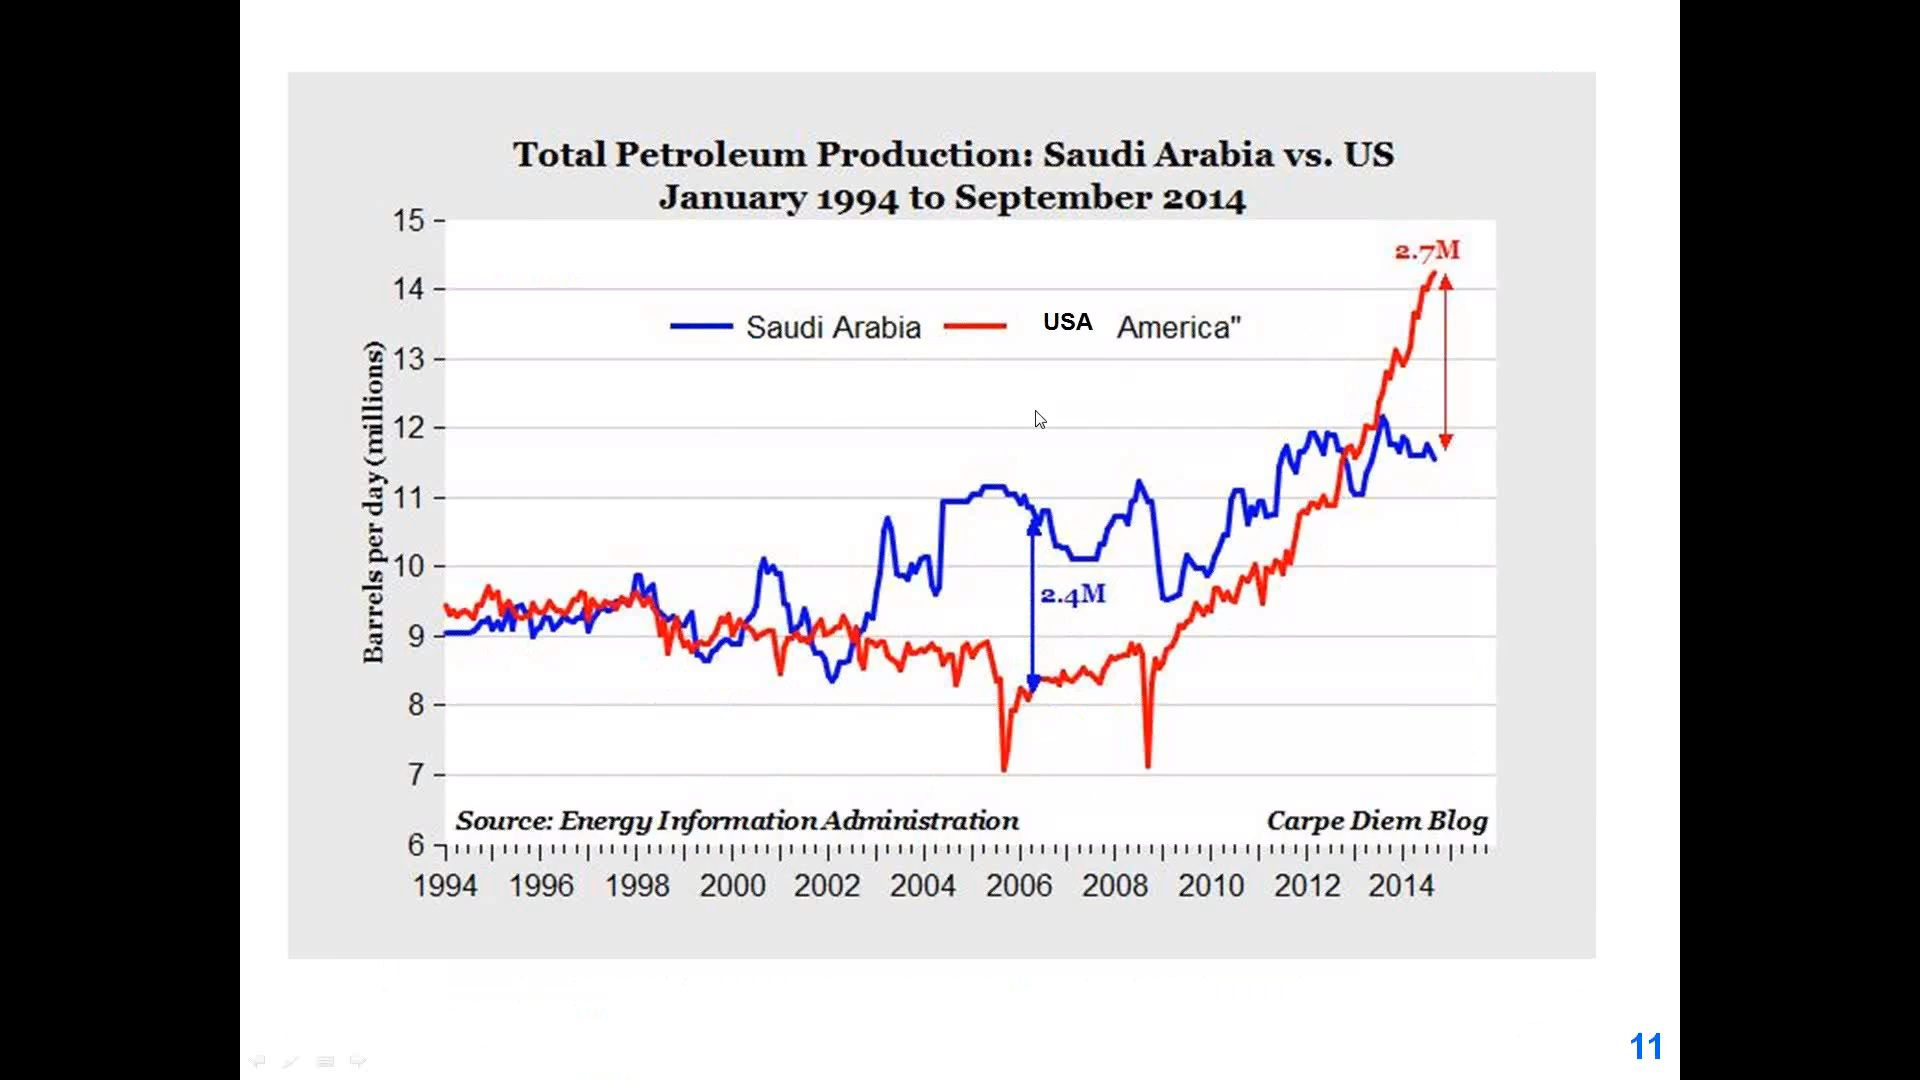 Total Petroleum Production: Saudi Arabia vs. US
January 1994 to September 2014
15
14
13
12
11
10
9
8
7
6
Barrels per day (millions)
2.7M
Saudi Arabia USA America"
2.4M
Source: Energy Information Administration Carpe Diem Blog
1994 1996 1998 2000 2002 2004 2006 2008 2010 2012 2014
11